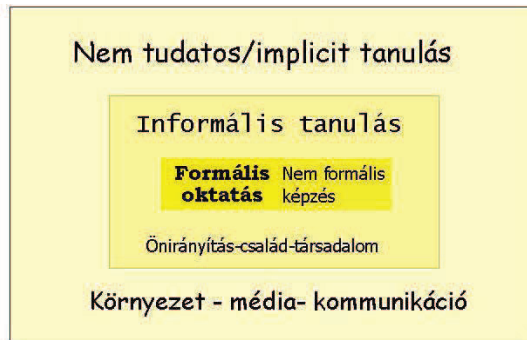 Nem tudatos/implicit tanulás
Informális tanulás
Formális Nem formális
oktatás képzés
Önirányítás-család-társadalom
Környezet - média- kommunikáció